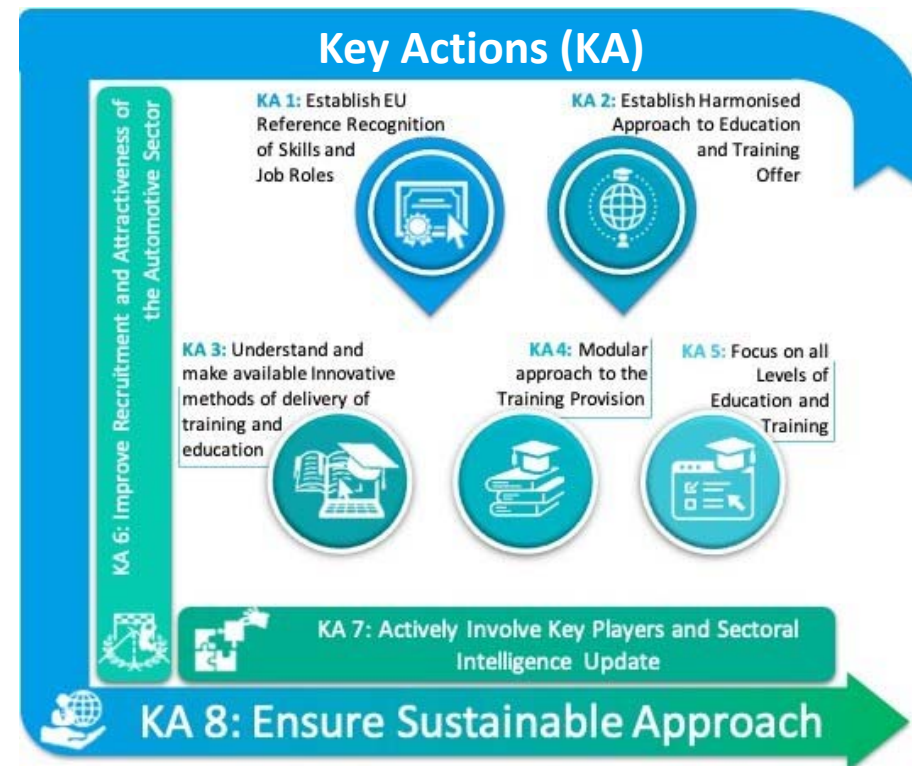 Key Actions (KA)
KA 1: Establish EU
Reference Recognition
of Skills and
Job Roles
KA 2: Establish Harmonised
Approach to Education
and Training
Offer
KA 3: Understand and
make available Innovative
methods of delivery of
training and
education
KA 4: Modular
approach to the
Training Provision
KA 5: Focus on all
Levels of
Education and
Training
KA 6: Improve Recruitment and Attractiveness of
the Automotive Sector
KA 7: Actively Involve Key Players and Sectoral
Intelligence Update
KA 8: Ensure Sustainable Approach